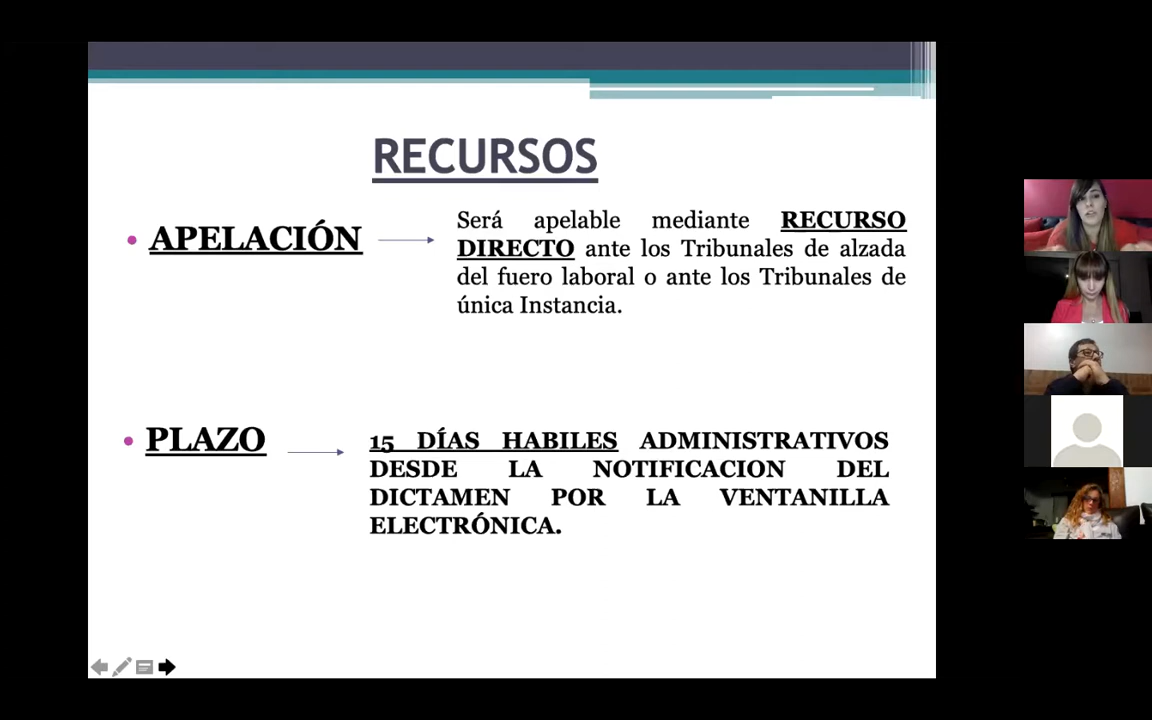 RECURSOS
• APELACIÓN
Será apelable mediante RECURSO
DIRECTO ante los Tribunales de alzada
del fuero laboral o ante los Tribunales de
única Instancia.
• PLAZO
15 DÍAS HABILES ADMINISTRATIVOS
DESDE LA NOTIFICACION DEL
DICTAMEN POR LA VENTANILLA
ELECTRÓNICA.